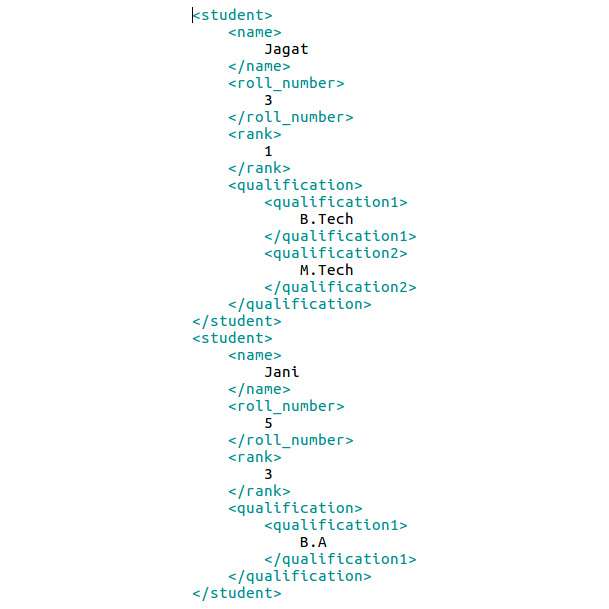 <student>
    <name>
        Jagat
    </name>
    <roll_number>
        3
    </roll_number>
    <rank>
        1
    </rank>
    <qualification>
        <qualification1>
            B.Tech
        </qualification1>
        <qualification2>
            M.Tech
        </qualification2>
    </qualification>
</student>
<student>
    <name>
        Jani
    </name>
    <roll_number>
        5
    </roll_number>
    <rank>
        3
    </rank>
    <qualification>
        <qualification1>
            B.A
        </qualification1>
    </qualification>
</student>